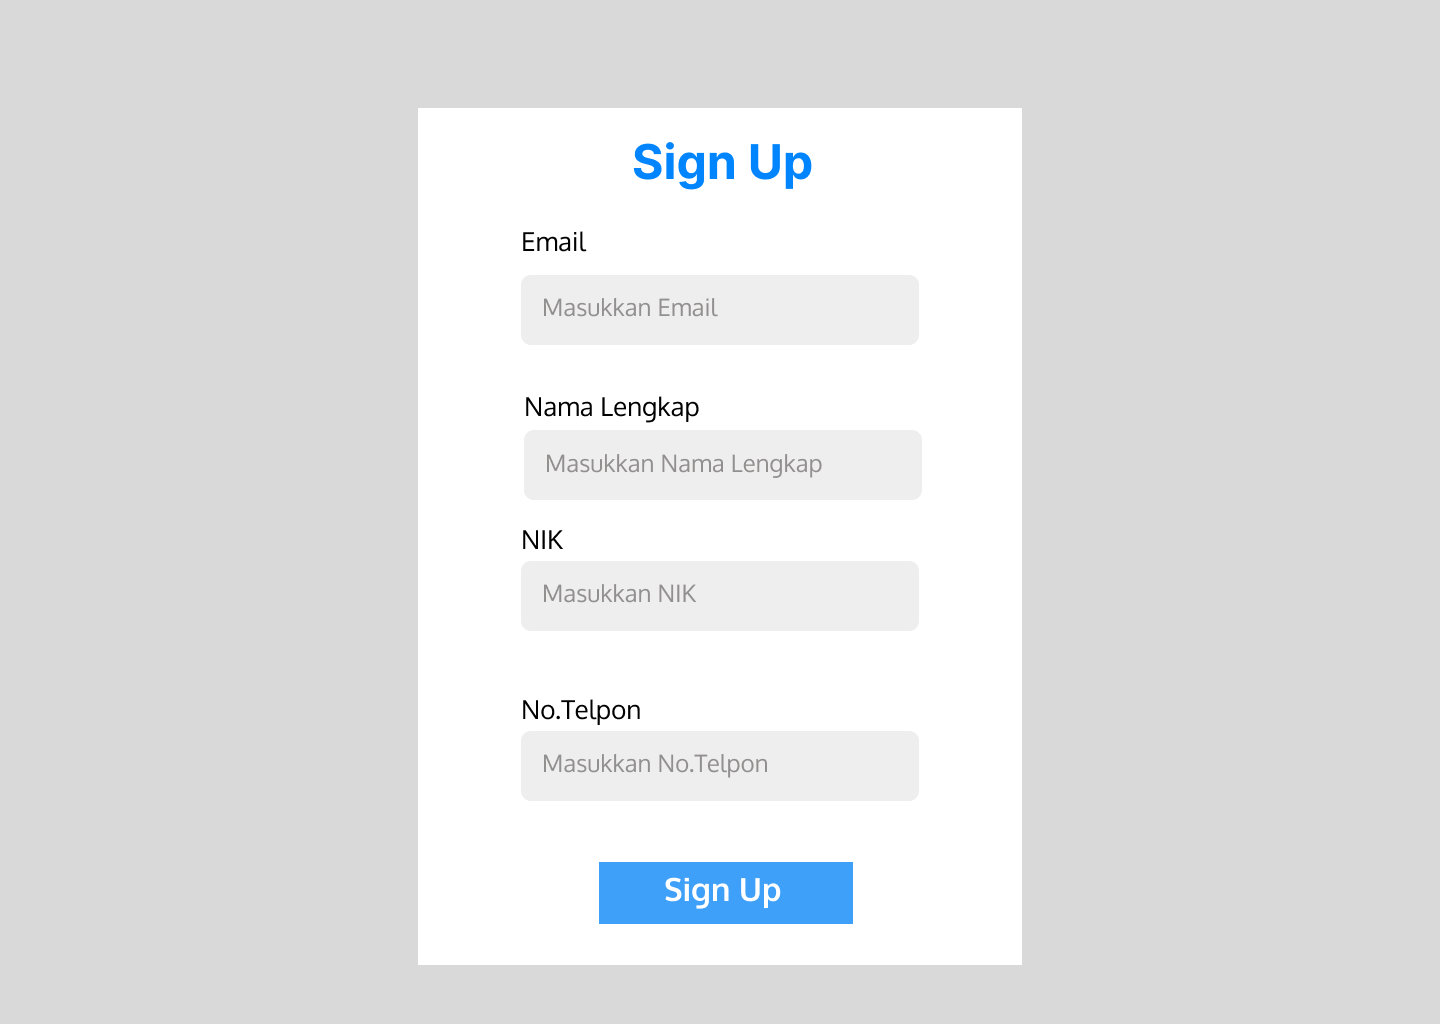 Sign Up
Email
Masukkan Email
Nama Lengkap
Masukkan Nama Lengkap
NIK
Masukkan NIK
No.Telpon
Masukkan No.Telpon
Sign Up